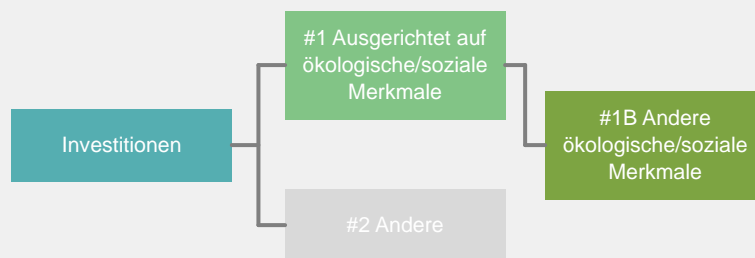 #1 Ausgerichtet auf
ökologische/soziale
Merkmale
Investitionen
#1B Andere
ökologische/soziale
Merkmale
#2 Andere